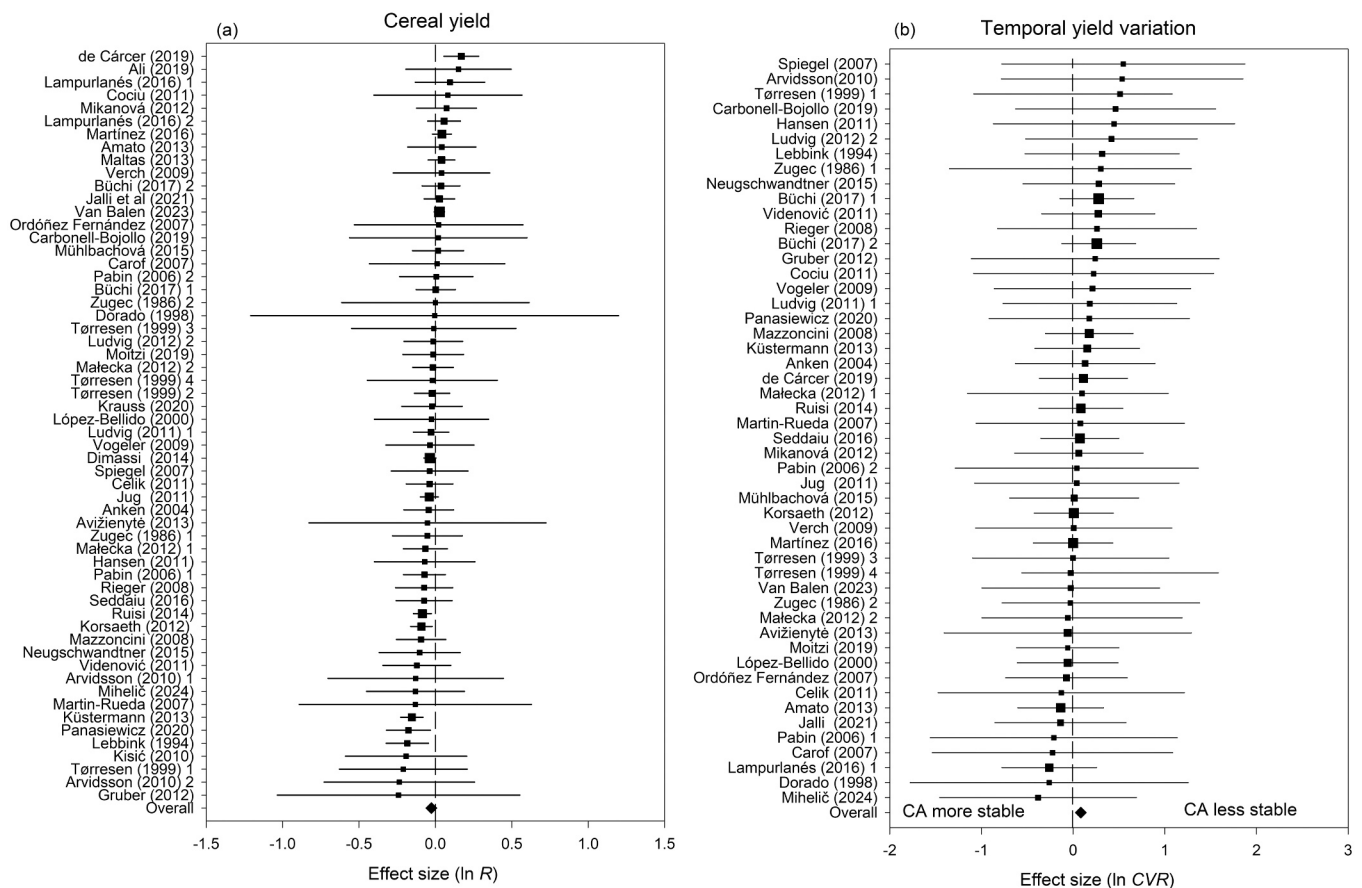 (a)
Cereal yield
de Cárcer (2019)
Ali (2019)
Lampurlanés (2016) 1
Cociu (2011)
Mikanová (2012)
Lampurlanés (2016) 2
Martínez (2016)
Amato (2013)
Maltas (2013)
Verch (2009)
Büchi (2017) 2
Jalli et al (2021)
Van Balen (2023)
Ordóñez Fernández (2007)
Carbonell-Bojollo (2019)
Mühlbachová (2015)
Carof (2007)
Pabin (2006) 2
Büchi (2017) 1
Zugec (1986) 2
Dorado (1998)
Tørresen (1999) 3
Ludvig (2012) 2
Moitzi (2019)
Małecka (2012) 2
Tørresen (1999) 4
Tørresen (1999) 2
Krauss (2020)
López-Bellido (2000)
Ludvig (2011) 1
Vogeler (2009)
Dimassi (2014)
Spiegel (2007)
Celik (2011)
Jug (2011)
Anken (2004)
Avižienytė (2013)
Zugec (1986) 1
Małecka (2012) 1
Hansen (2011)
Pabin (2006) 1
Rieger (2008)
Seddaiu (2016)
Ruisi (2014)
Korsaeth (2012)
Mazzoncini (2008)
Neugschwandtner (2015)
Videnović (2011)
Arvidsson (2010) 1
Mihelič (2024)
Martin-Rueda (2007)
Küstermann (2013)
Panasiewicz (2020)
Lebbink (1994)
Kisić (2010)
Tørresen (1999) 1
Arvidsson (2010) 2
Gruber (2012)
Overall
-1.5 -1.0 -0.5 0.0 0.5 1.0 1.5
Effect size (ln R)
(b)
Temporal yield variation
Spiegel (2007)
Arvidsson(2010)
Tørresen (1999) 1
Carbonell-Bojollo (2019)
Hansen (2011)
Ludvig (2012) 2
Lebbink (1994)
Zugec (1986) 1
Neugschwandtner (2015)
Büchi (2017) 1
Videnović (2011)
Rieger (2008)
Büchi (2017) 2
Gruber (2012)
Cociu (2011)
Vogeler (2009)
Ludvig (2011) 1
Panasiewicz (2020)
Mazzoncini (2008)
Küstermann (2013)
Anken (2004)
de Cárcer (2019)
Małecka (2012) 1
Ruisi (2014)
Martin-Rueda (2007)
Seddaiu (2016)
Mikanová (2012)
Pabin (2006) 2
Jug (2011)
Mühlbachová (2015)
Korsaeth (2012)
Verch (2009)
Martínez (2016)
Tørresen (1999) 3
Tørresen (1999) 4
Van Balen (2023)
Zugec (1986) 2
Małecka (2012) 2
Avižienytė (2013)
Moitzi (2019)
López-Bellido (2000)
Ordóñez Fernández (2007)
Celik (2011)
Amato (2013)
Jalli (2021)
Pabin (2006) 1
Carof (2007)
Lampurlanés (2016) 1
Dorado (1998)
Mihelič (2024)
Overall
CA more stable
CA less stable
-2 -1 0 1 2 3
Effect size (ln CVR)